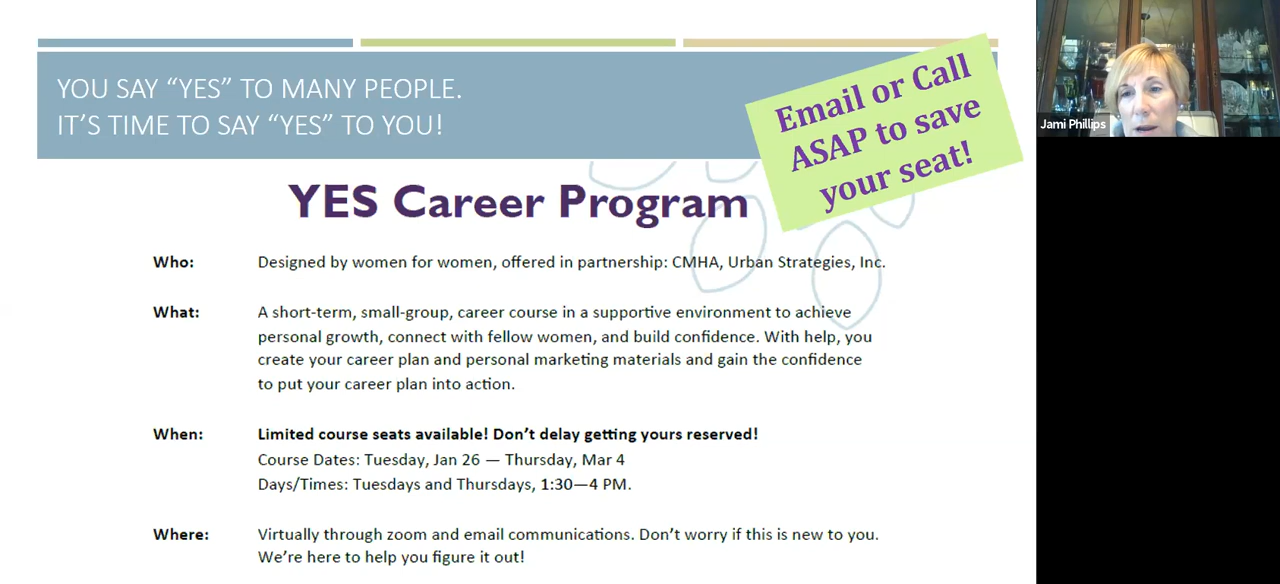 YOU SAY “YES” TO MANY PEOPLE.
IT’S TIME TO SAY “YES” TO YOU!
Email or Call
ASAP to save
your seat!
Jami Phillips
YES Career Program
Who: Designed by women for women, offered in partnership: CMHA, Urban Strategies, Inc.
What: A short-term, small-group, career course in a supportive environment to achieve
personal growth, connect with fellow women, and build confidence. With help, you
create your career plan and personal marketing materials and gain the confidence
to put your career plan into action.
When: Limited course seats available! Don’t delay getting yours reserved!
Course Dates: Tuesday, Jan 26 — Thursday, Mar 4
Days/Times: Tuesdays and Thursdays, 1:30—4 PM.
Where: Virtually through zoom and email communications. Don’t worry if this is new to you.
We’re here to help you figure it out!